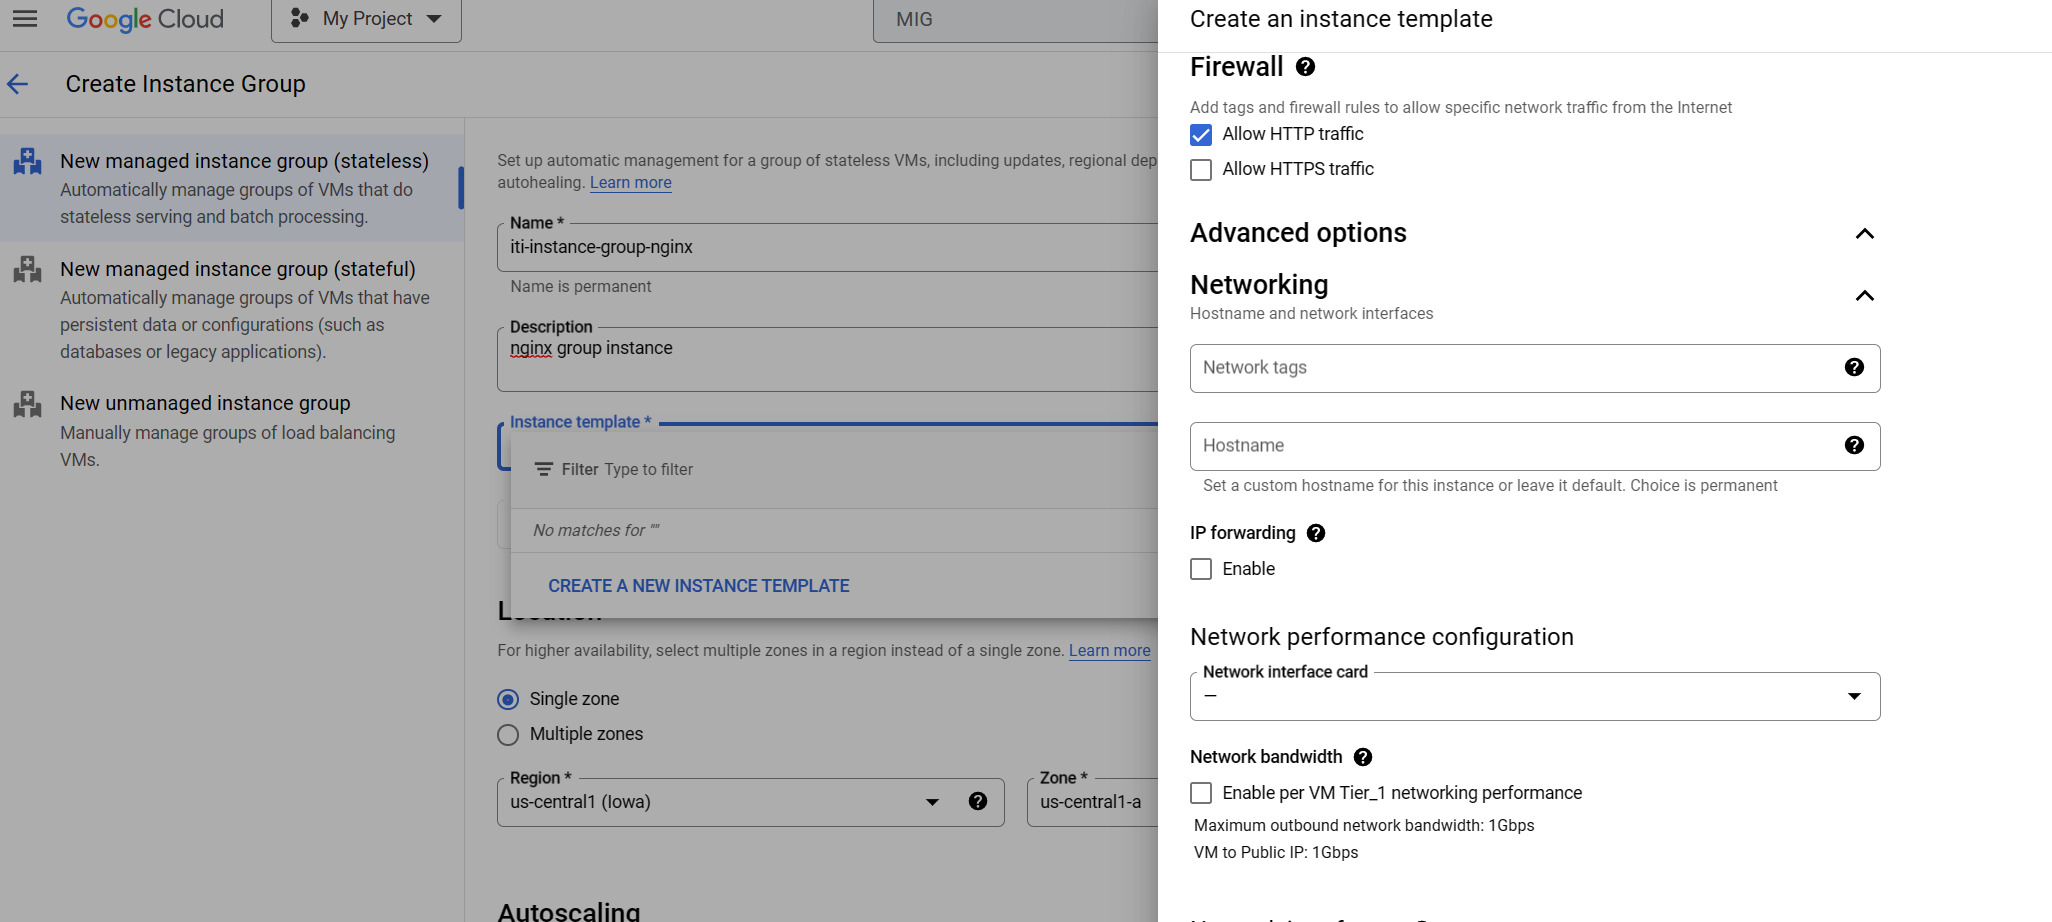 Google Cloud
My Project
MIG
Create Instance Group
New managed instance group (stateless)
Automatically manage groups of VMs that do
stateless serving and batch processing.
New managed instance group (stateful)
Automatically manage groups of VMs that have
persistent data or configurations (such as
databases or legacy applications).
New unmanaged instance group
Manually manage groups of load balancing
VMs.
Set up automatic management for a group of stateless VMs, including updates, regional dep
autohealing. Learn more
Name *
iti-instance-group-nginx
Name is permanent
Description
nginx group instance
Instance template *
Filter Type to filter
No matches for ""
CREATE A NEW INSTANCE TEMPLATE
Location
For higher availability, select multiple zones in a region instead of a single zone. Learn more
Single zone
Multiple zones
Region *
us-central1 (Iowa)
Zone *
us-central1-a
Autoscaling
Create an instance template
Firewall
Add tags and firewall rules to allow specific network traffic from the Internet
Allow HTTP traffic
Allow HTTPS traffic
Advanced options
Networking
Hostname and network interfaces
Network tags
Hostname
Set a custom hostname for this instance or leave it default. Choice is permanent
IP forwarding
Enable
Network performance configuration
Network interface card
—
Network bandwidth
Enable per VM Tier_1 networking performance
Maximum outbound network bandwidth: 1Gbps
VM to Public IP: 1Gbps